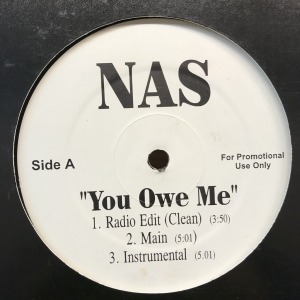 NAS
Side A
For Promotional
Use Only
"You Owe Me"
1. Radio Edit (Clean) (3:50)
2. Main (5:01)
3. Instrumental (5.01)